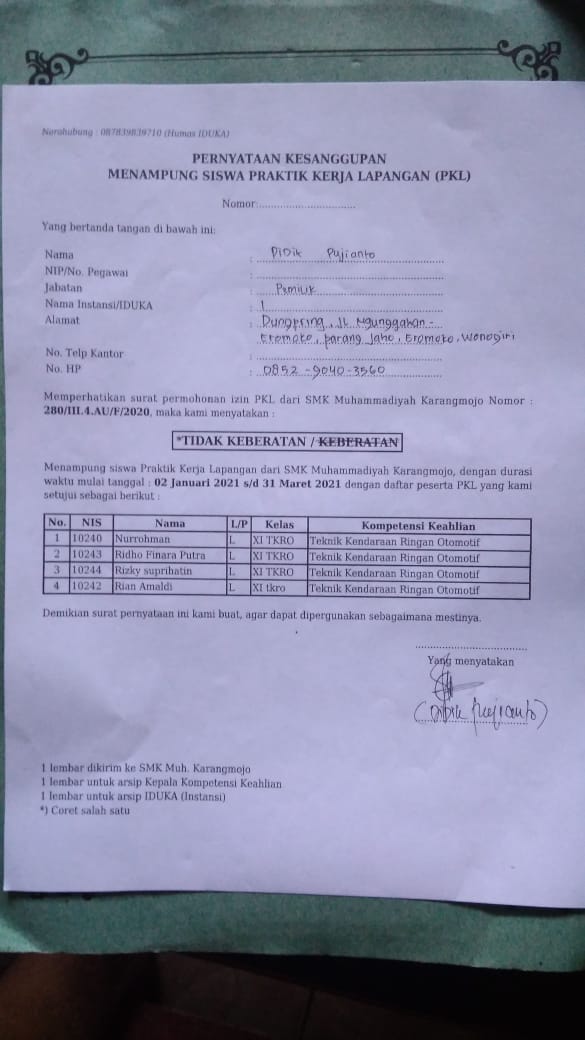 Narahubung : 087839839710 (Humas IDUKA)
PERNYATAAN KESANGGUPAN
MENAMPUNG SISWA PRAKTIK KERJA LAPANGAN (PKL)
Nomor..................................
Yang bertanda tangan di bawah ini:
Nama : Didik Pujianto
NIP/No. Pegawai :
Jabatan : Pemilik
Nama Instansi/IDUKA : 1
Alamat : Dungpring, Jl. Ngunggahan -
Eromoko, parang Joho, Eromoko, Wonogiri
No. Telp Kantor :
No. HP : 0852 - 9040 - 3560
Memperhatikan surat permohonan izin PKL dari SMK Muhammadiyah Karangmojo Nomor :
280/III.4.AU/F/2020, maka kami menyatakan :
*TIDAK KEBERATAN / KEBERATAN
Menampung siswa Praktik Kerja Lapangan dari SMK Muhammadiyah Karangmojo, dengan durasi
waktu mulai tanggal : 02 Januari 2021 s/d 31 Maret 2021 dengan daftar peserta PKL yang kami
setujui sebagai berikut :
No. NIS Nama L/P Kelas Kompetensi Keahlian
1 10240 Nurrohman L XI TKRO Teknik Kendaraan Ringan Otomotif
2 10243 Ridho Finara Putra L XI TKRO Teknik Kendaraan Ringan Otomotif
3 10244 Rizky suprihatin L XI TKRO Teknik Kendaraan Ringan Otomotif
4 10242 Rian Amaldi L XI tkro Teknik Kendaraan Ringan Otomotif
Demikian surat pernyataan ini kami buat, agar dapat dipergunakan sebagaimana mestinya.
Yang menyatakan
(Didik Pujianto)
1 lembar dikirim ke SMK Muh. Karangmojo
1 lembar untuk arsip Kepala Kompetensi Keahlian
1 lembar untuk arsip IDUKA (Instansi)
*) Coret salah satu